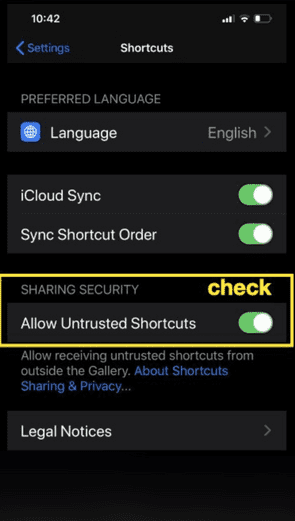 10:42
Settings
Shortcuts
PREFERRED LANGUAGE
Language English
iCloud Sync
Sync Shortcut Order
SHARING SECURITY check
Allow Untrusted Shortcuts
Allow receiving untrusted shortcuts from
outside the Gallery. About Shortcuts
Sharing & Privacy...
Legal Notices